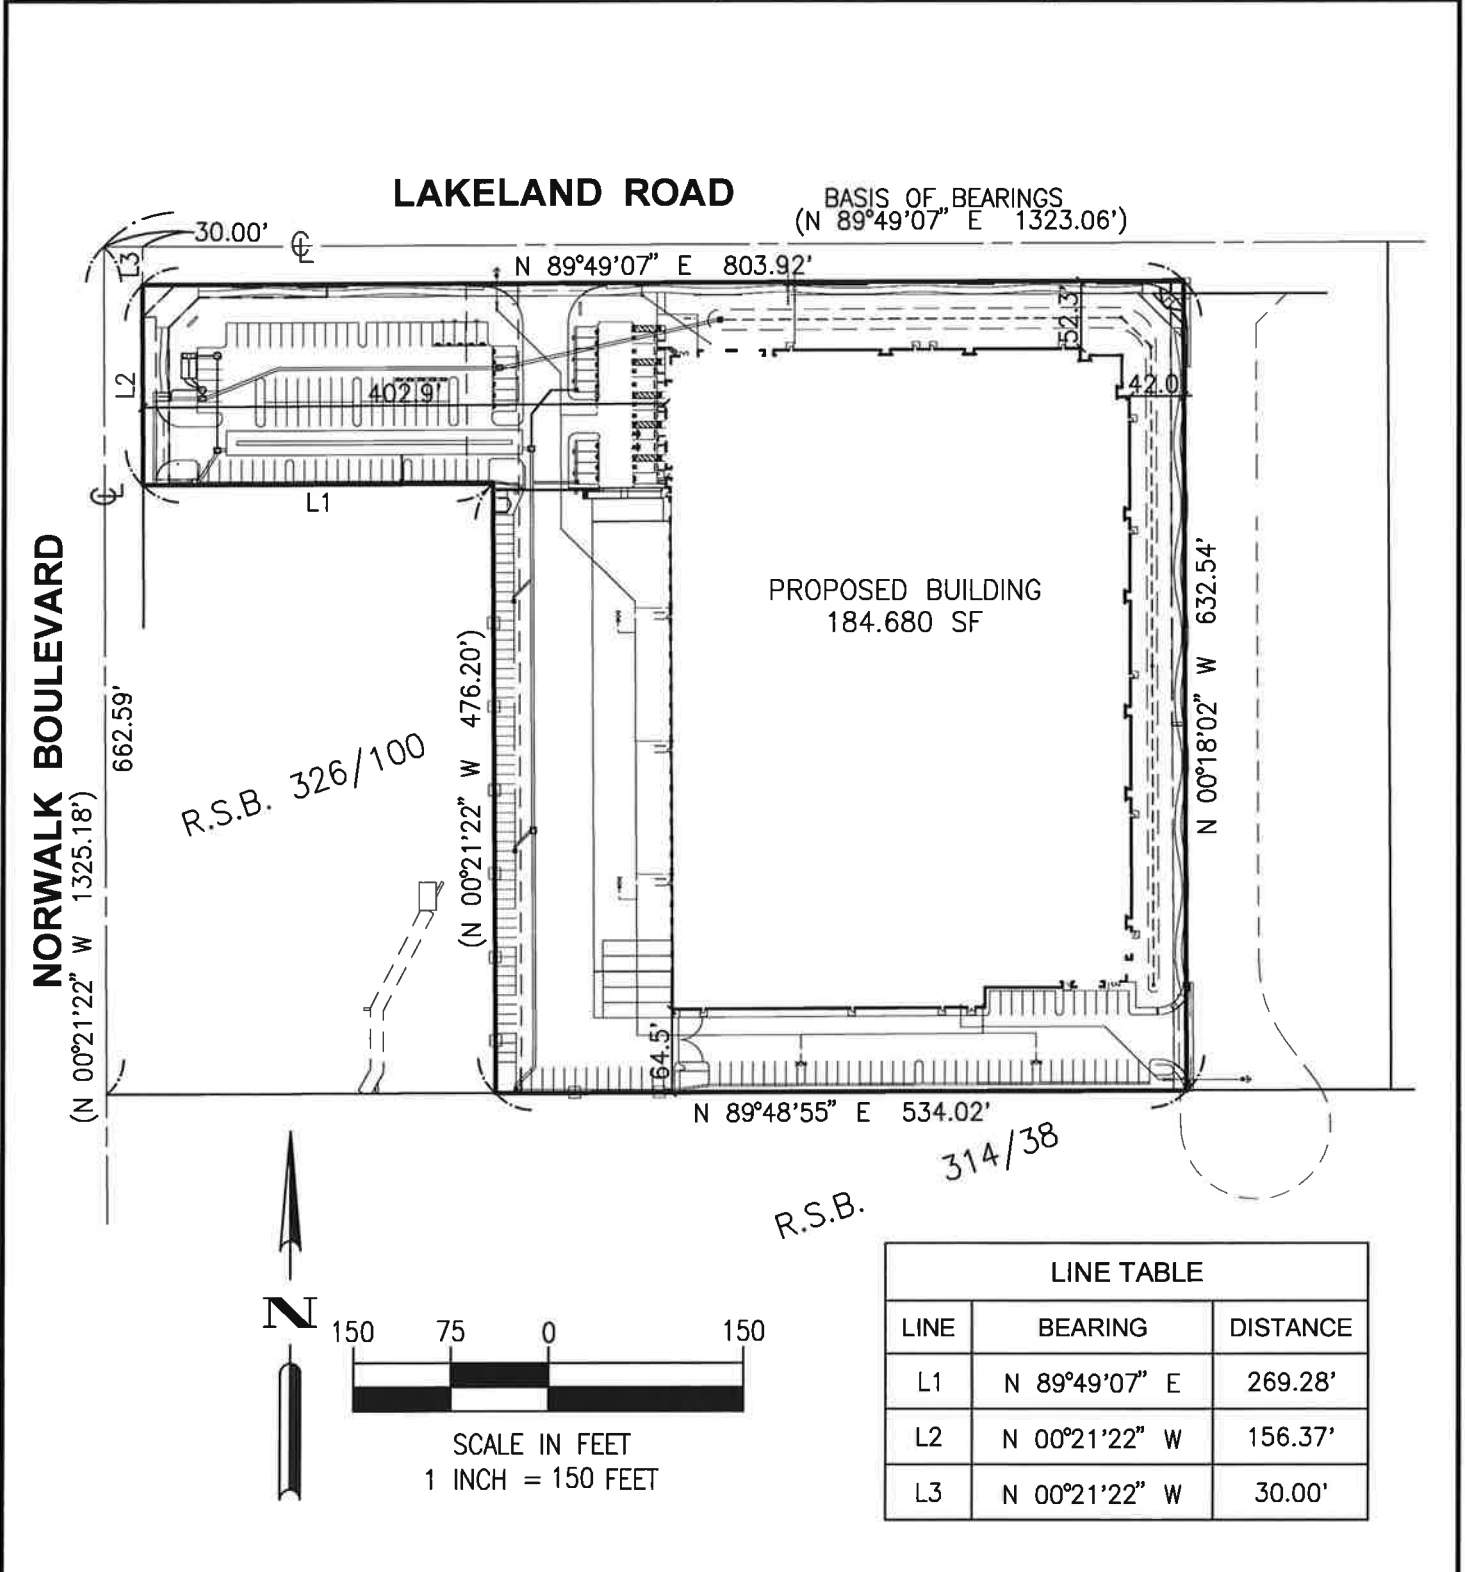 LAKELAND ROAD
BASIS OF BEARINGS
(N 89°49'07" E 1323.06')
30.00'
℄
L3
N 89°49'07" E 803.92'
52.3'
L2
402.9'
42.0
℄
L1
NORWALK BOULEVARD
(N 00°21'22" W 1325.18')
662.59'
R.S.B. 326/100
(N 00°21'22" W 476.20')
PROPOSED BUILDING
184.680 SF
N 00°18'02" W 632.54'
64.5'
N 89°48'55" E 534.02'
R.S.B. 314/38
N
150 75 0 150
SCALE IN FEET
1 INCH = 150 FEET
LINE TABLE
LINE BEARING DISTANCE
L1 N 89°49'07" E 269.28'
L2 N 00°21'22" W 156.37'
L3 N 00°21'22" W 30.00'